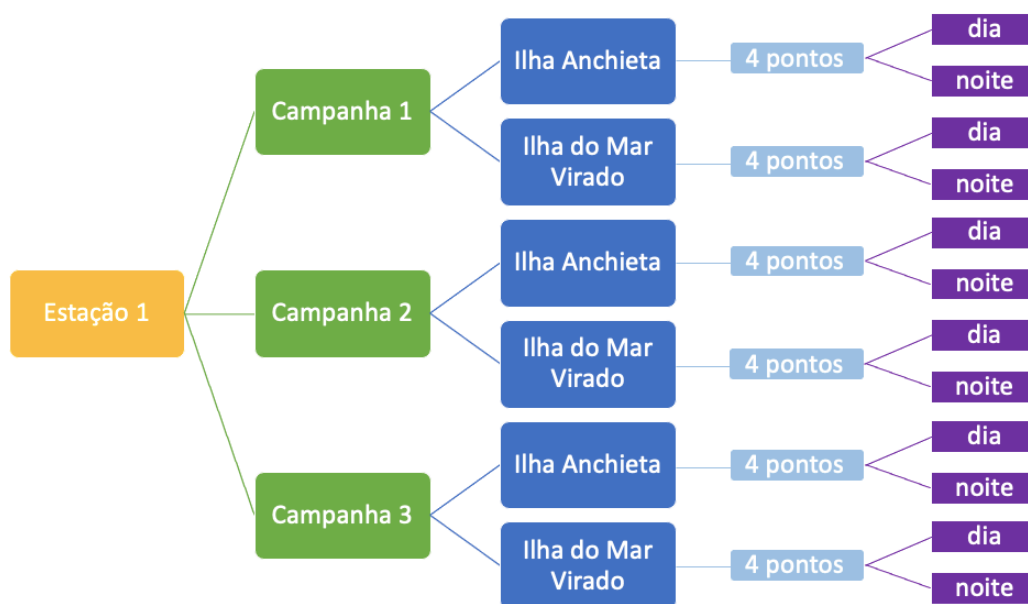 Estação 1
Campanha 1
Ilha Anchieta
4 pontos
dia
noite
Ilha do Mar
Virado
4 pontos
dia
noite
Campanha 2
Ilha Anchieta
4 pontos
dia
noite
Ilha do Mar
Virado
4 pontos
dia
noite
Campanha 3
Ilha Anchieta
4 pontos
dia
noite
Ilha do Mar
Virado
4 pontos
dia
noite